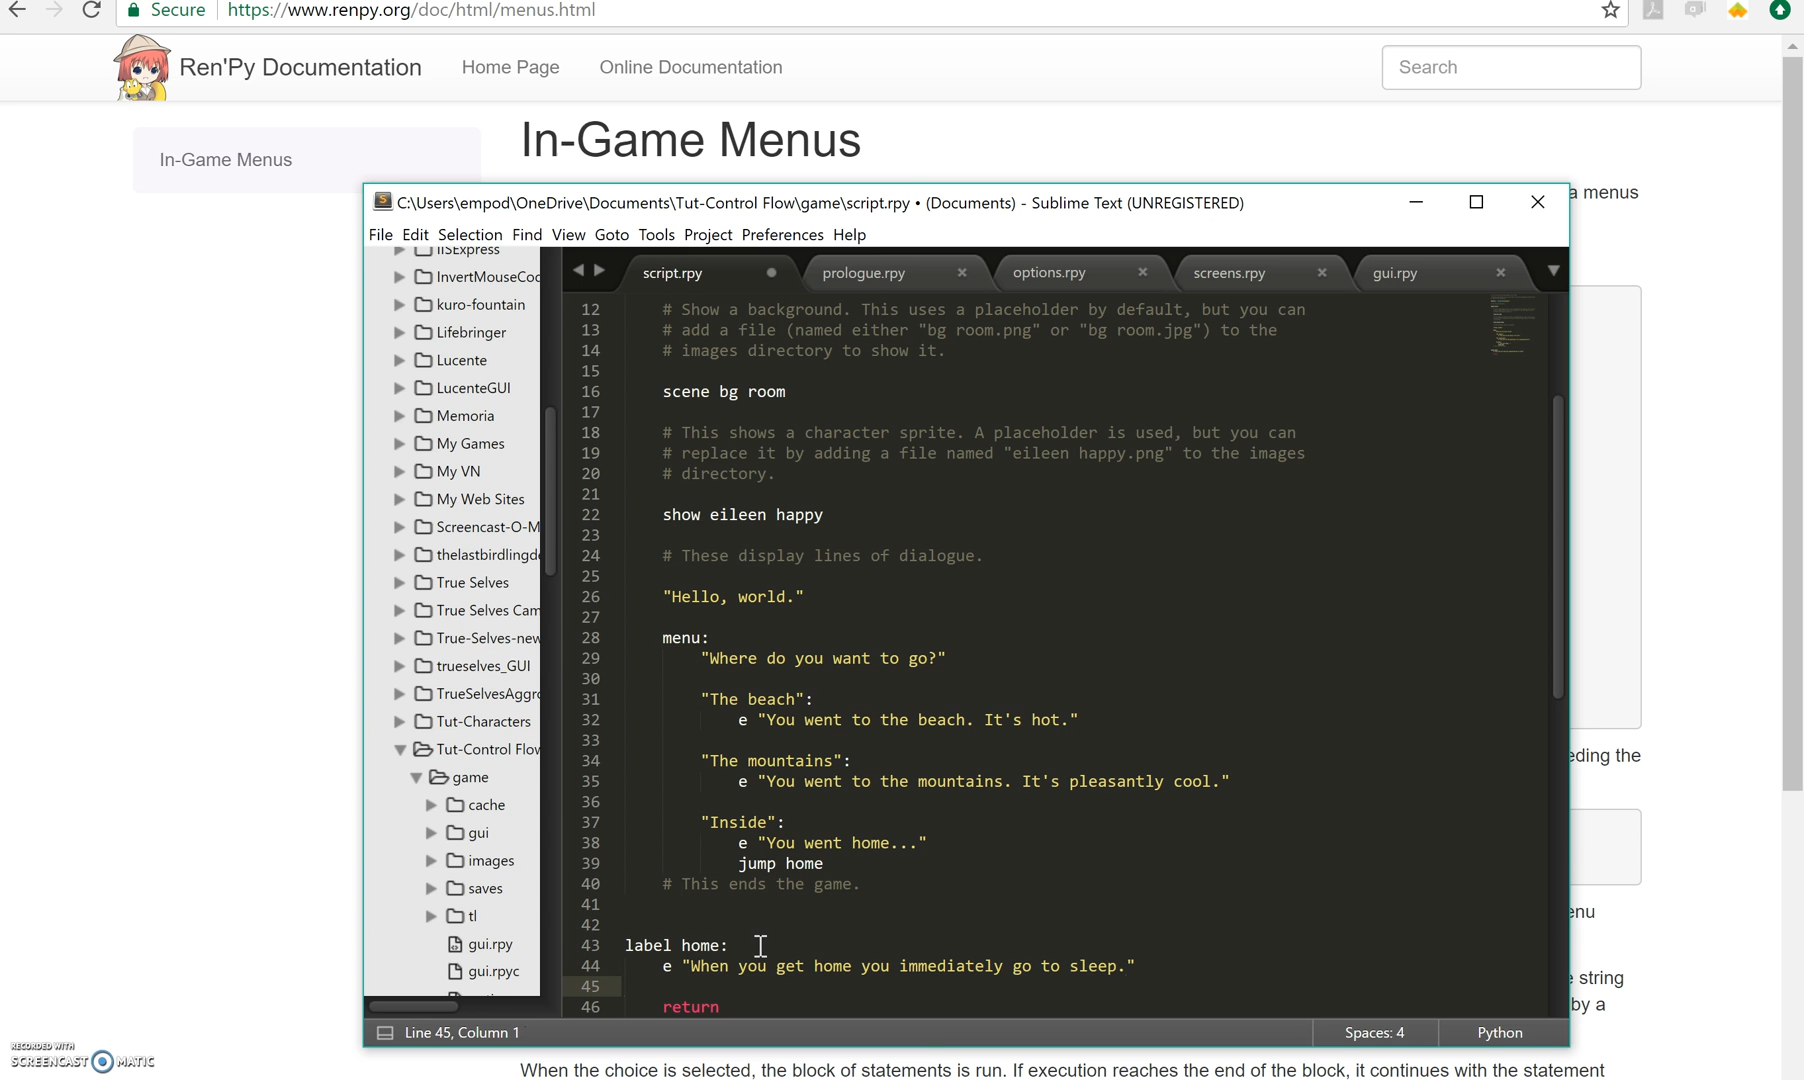 Secure https://www.renpy.org/doc/html/menus.html
Ren'Py Documentation Home Page Online Documentation Search
In-Game Menus
In-Game Menus
a menus
C:\Users\empod\OneDrive\Documents\Tut-Control Flow\game\script.rpy • (Documents) - Sublime Text (UNREGISTERED)
File Edit Selection Find View Goto Tools Project Preferences Help
IISExpress
InvertMouseCoo
kuro-fountain
Lifebringer
Lucente
LucenteGUI
Memoria
My Games
My VN
My Web Sites
Screencast-O-M
thelastbirdlingd
True Selves
True Selves Cam
True-Selves-new
trueselves_GUI
TrueSelvesAggr
Tut-Characters
Tut-Control Flow
game
cache
gui
images
saves
tl
gui.rpy
gui.rpyc
script.rpy prologue.rpy options.rpy screens.rpy gui.rpy
12 # Show a background. This uses a placeholder by default, but you can
13 # add a file (named either "bg room.png" or "bg room.jpg") to the
14 # images directory to show it.
15
16 scene bg room
17
18 # This shows a character sprite. A placeholder is used, but you can
19 # replace it by adding a file named "eileen happy.png" to the images
20 # directory.
21
22 show eileen happy
23
24 # These display lines of dialogue.
25
26 "Hello, world."
27
28 menu:
29 "Where do you want to go?"
30
31 "The beach":
32 e "You went to the beach. It's hot."
33
34 "The mountains":
35 e "You went to the mountains. It's pleasantly cool."
36
37 "Inside":
38 e "You went home..."
39 jump home
40 # This ends the game.
41
42
43 label home:
44 e "When you get home you immediately go to sleep."
45
46 return
Line 45, Column 1 Spaces: 4 Python
eding the
enu
e string
by a
RECORDED WITH
SCREENCAST MATIC
When the choice is selected, the block of statements is run. If execution reaches the end of the block, it continues with the statement